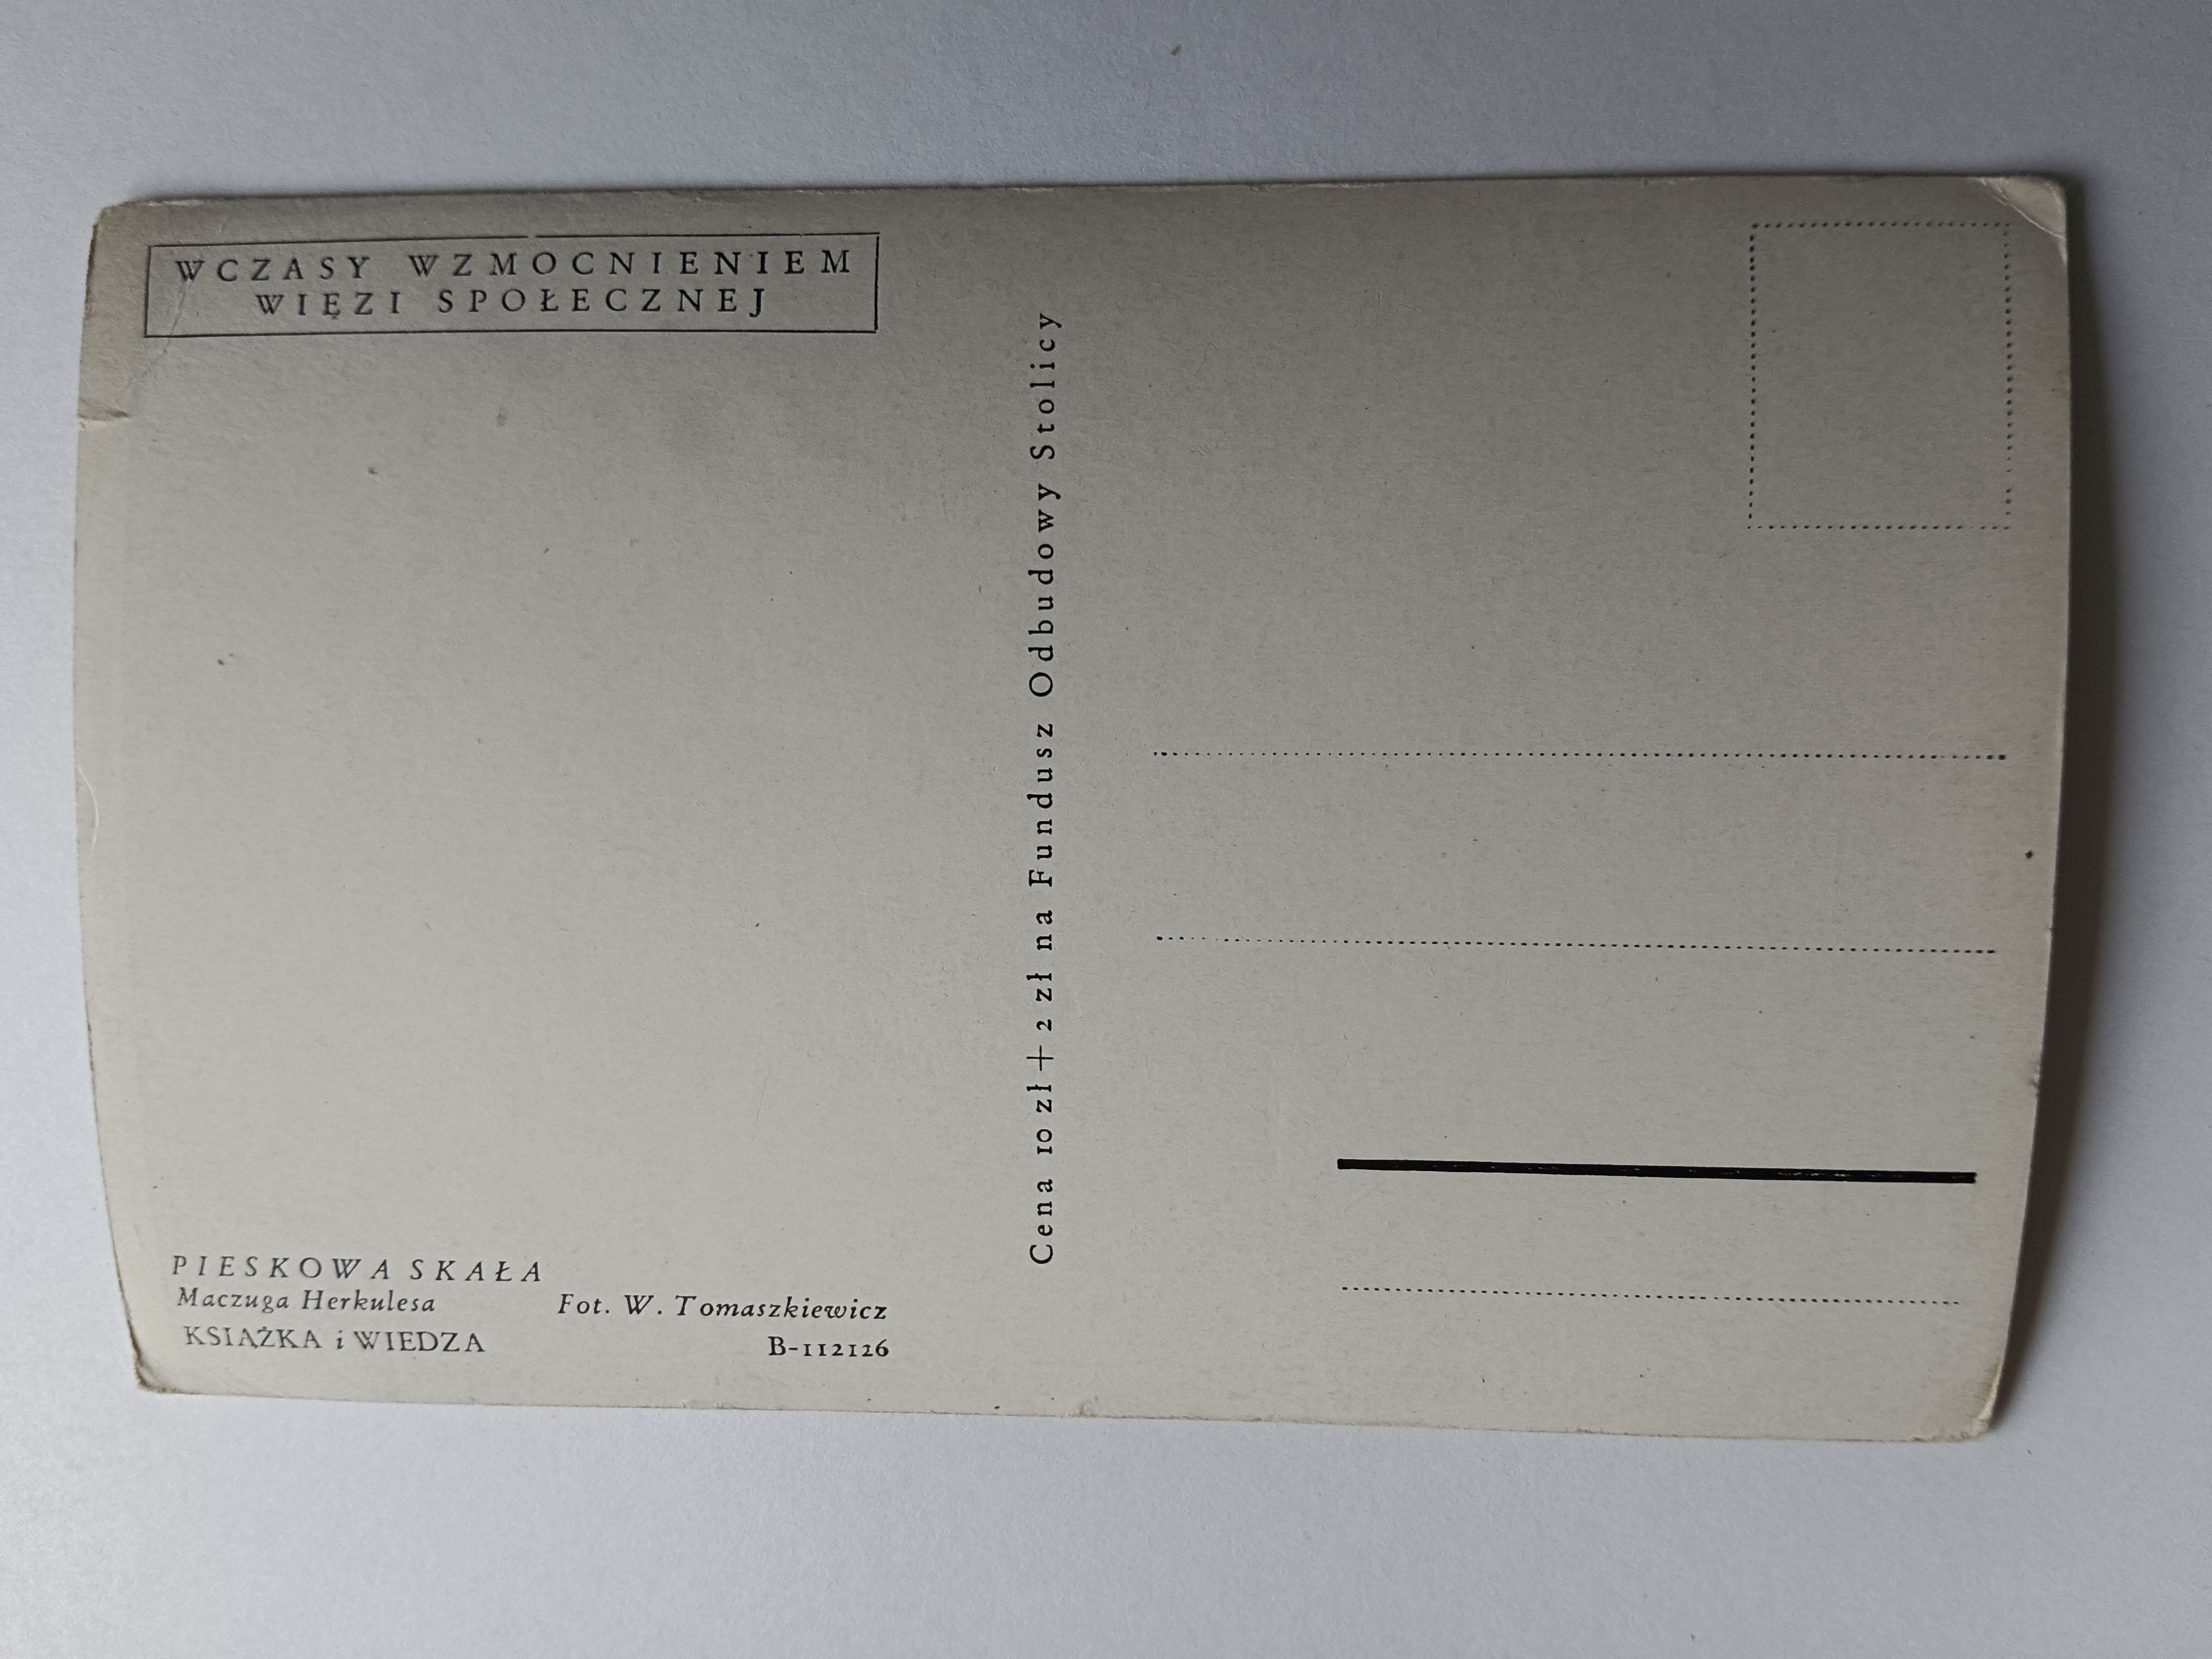 WCZASY WZMOCNIENIEM
WIĘZI SPOŁECZNEJ
Cena 10 zł + 2 zł na Fundusz Odbudowy Stolicy
PIESKOWA SKAŁA
Maczuga Herkulesa
Fot. W. Tomaszkiewicz
KSIĄŻKA i WIEDZA
B-112126